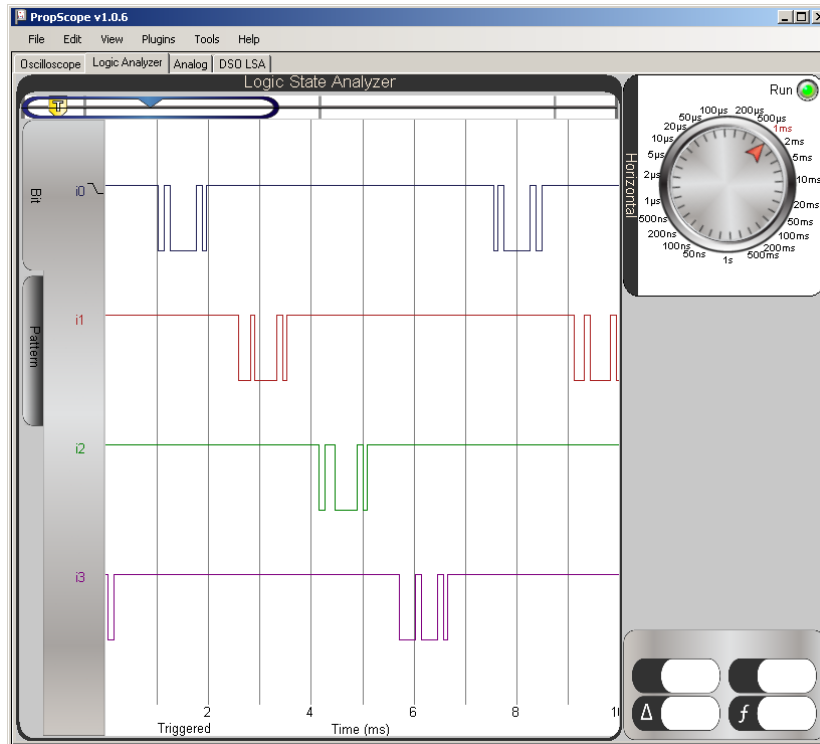 PropScope v1.0.6
File Edit View Plugins Tools Help
Oscilloscope Logic Analyzer Analog DSO LSA
Logic State Analyzer
T
Run
Horizontal
50ns
100ns
200ns
500ns
1µs
2µs
5µs
10µs
20µs
50µs
100µs
200µs
500µs
1ms
2ms
5ms
10ms
20ms
50ms
100ms
200ms
500ms
1s
Bit
Pattern
i0
i1
i2
i3
2 4 6 8
Triggered Time (ms)
Δ ƒ